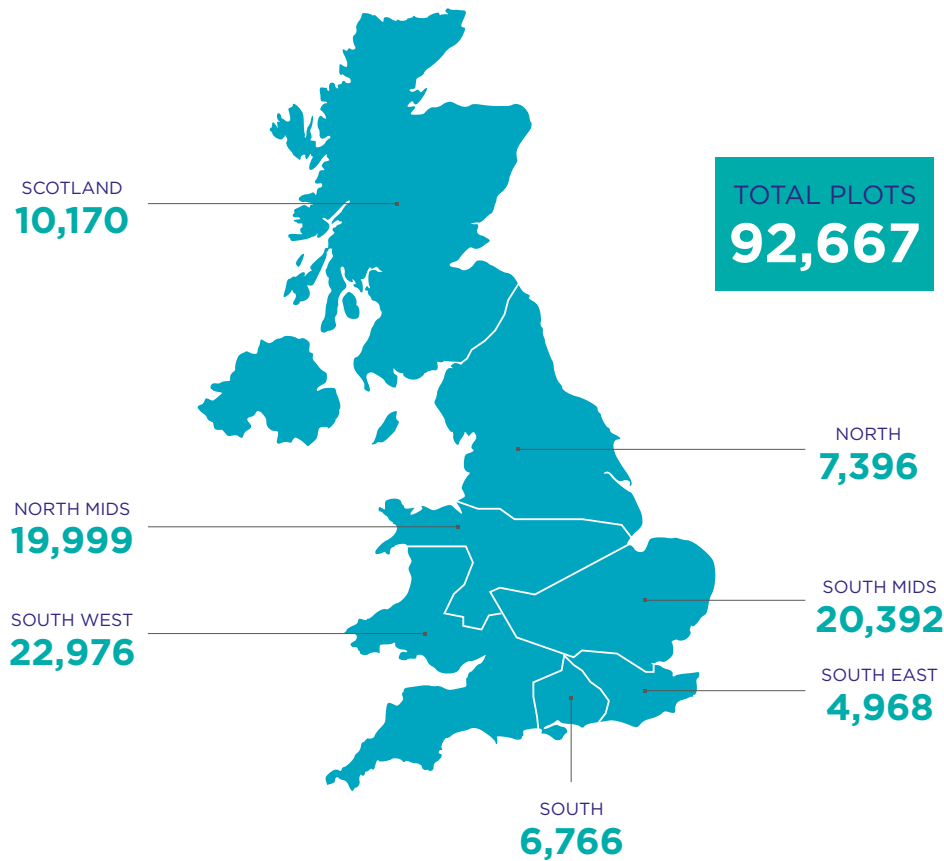 SCOTLAND
10,170
TOTAL PLOTS
92,667
NORTH
7,396
NORTH MIDS
19,999
SOUTH MIDS
20,392
SOUTH WEST
22,976
SOUTH EAST
4,968
SOUTH
6,766